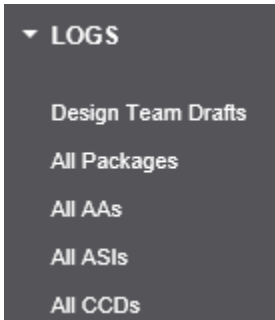 LOGS
Design Team Drafts
All Packages
All AAs
All ASIs
All CCDs